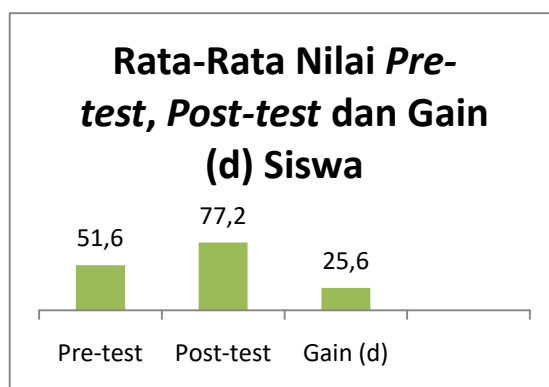 Rata-Rata Nilai Pre-
test, Post-test dan Gain
(d) Siswa
77,2
51,6
25,6
Pre-test Post-test Gain (d)